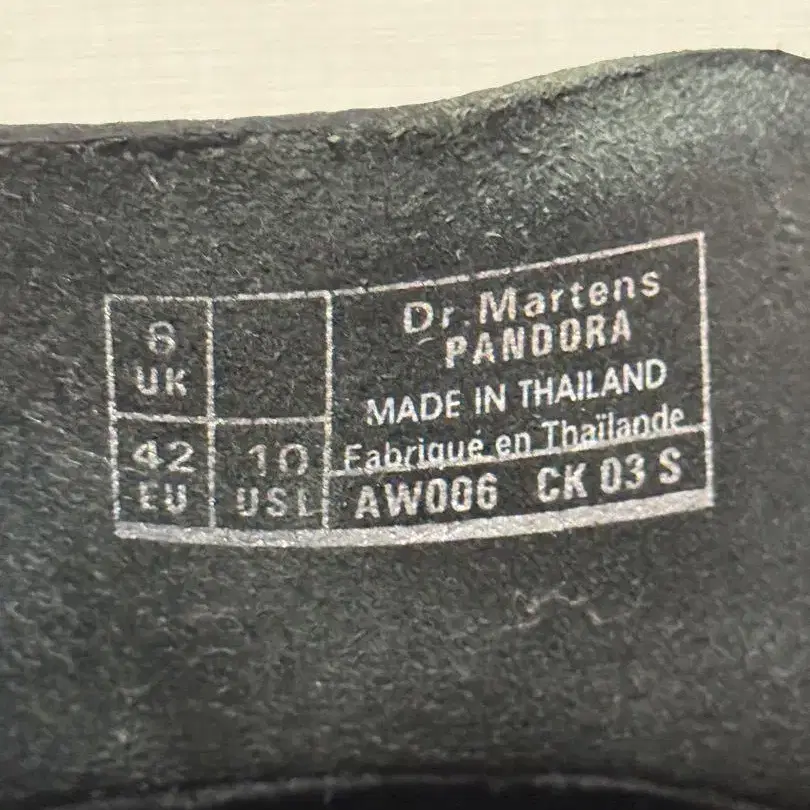 8
UK
42
EU
10
USL
Dr. Martens
PANDORA
MADE IN THAILAND
Fabriqué en Thaïlande
AW006 CK 03 S